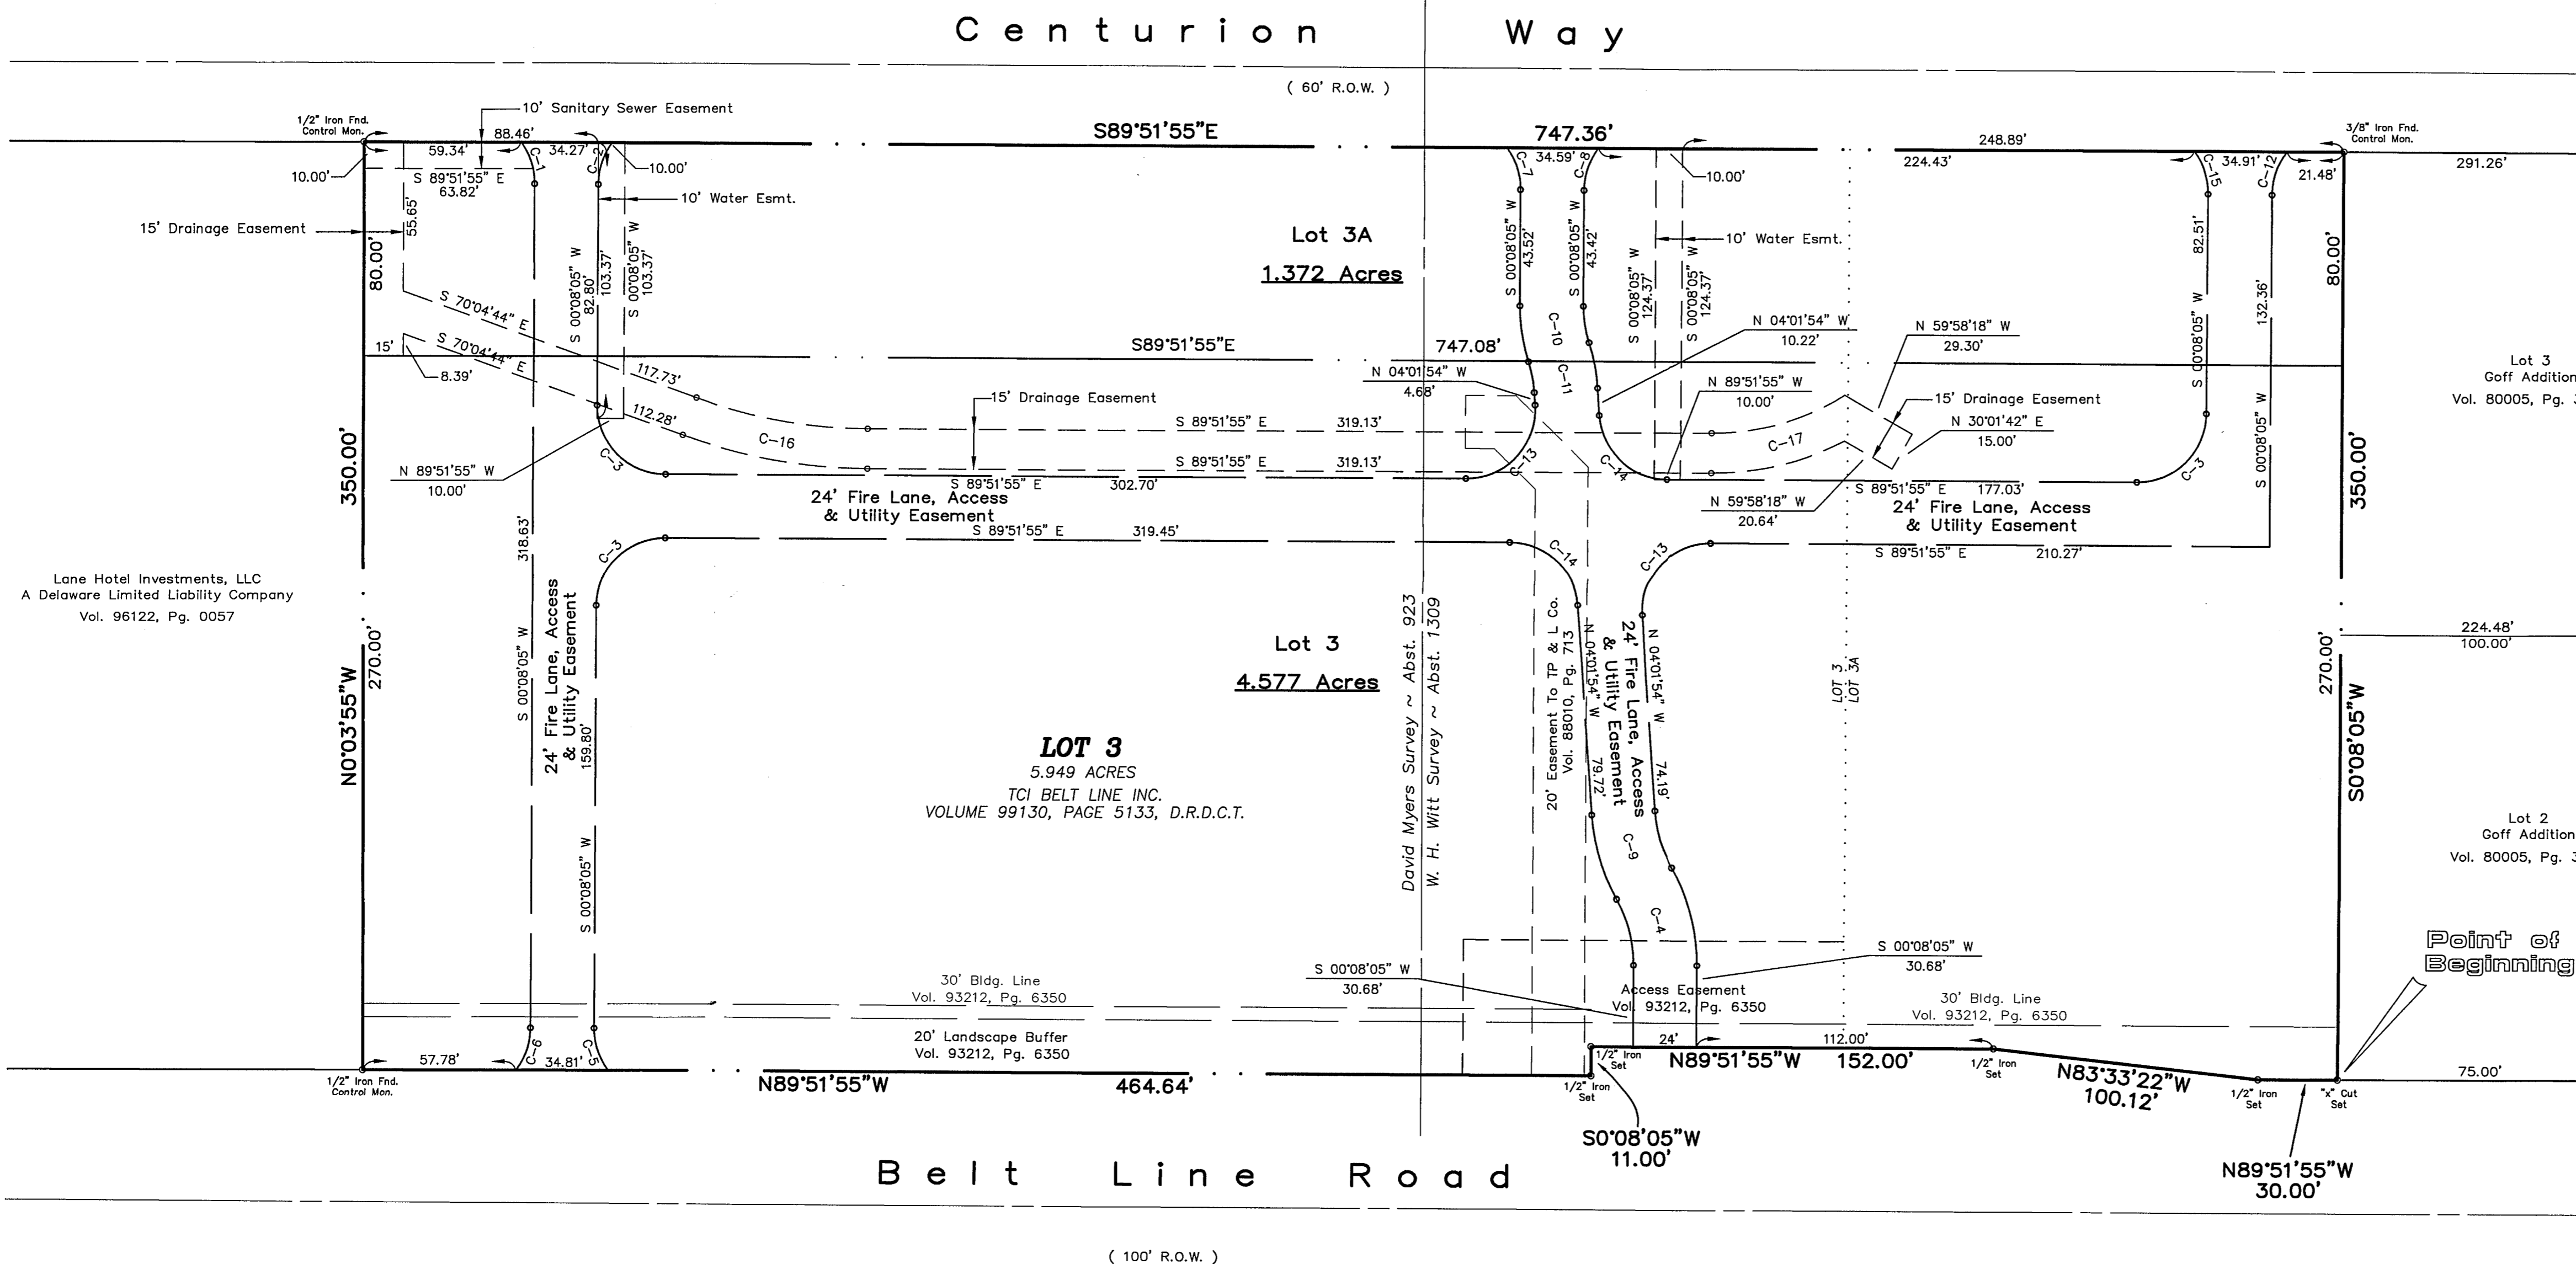 Centurion Way
( 60' R.O.W. )
1/2" Iron Fnd.
Control Mon.
10' Sanitary Sewer Easement
88.46'
59.34'
34.27'
C-1
C-2
S89°51'55"E
747.36'
34.59'
C-7
C-8
248.89'
224.43'
34.91'
C-15
C-12
21.48'
3/8" Iron Fnd.
Control Mon.
291.26'
10.00'
S 89°51'55" E
63.82'
10.00'
10.00'
10' Water Esmt.
15' Drainage Easement
55.65'
80.00'
S 00°08'05" W
82.80'
103.37'
S 00°08'05" W
103.37'
Lot 3A
1.372 Acres
S 00°08'05" W
43.52'
S 00°08'05" W
43.42'
S 00°08'05" W
124.37'
S 00°08'05" W
124.37'
10' Water Esmt.
82.51'
S 00°08'05" W
132.36'
S 00°08'05" W
80.00'
S 70°04'44" E
117.73'
15'
S 70°04'44" E
8.39'
112.28'
S89°51'55"E
747.08'
C-10
C-11
N 04°01'54" W
10.22'
N 59°58'18" W
29.30'
N 04°01'54" W
4.68'
N 89°51'55" W
10.00'
15' Drainage Easement
N 30°01'42" E
15.00'
Lot 3
Goff Addition
Vol. 80005, Pg. 3
15' Drainage Easement
S 89°51'55" E 319.13'
C-16
C-17
S 89°51'55" E 319.13'
C-3
N 89°51'55" W
10.00'
S 89°51'55" E 302.70'
C-13
C-14
N 59°58'18" W
20.64'
S 89°51'55" E 177.03'
C-3
24' Fire Lane, Access
& Utility Easement
24' Fire Lane, Access
& Utility Easement
350.00'
350.00'
S 89°51'55" E 319.45'
C-3
C-14
C-13
S 89°51'55" E 210.27'
318.63'
S 00°08'05" W
Lane Hotel Investments, LLC
A Delaware Limited Liability Company
Vol. 96122, Pg. 0057
24' Fire Lane, Access
& Utility Easement
159.80'
S 00°08'05" W
N0°03'55"W
270.00'
Lot 3
4.577 Acres
LOT 3
5.949 ACRES
TCI BELT LINE INC.
VOLUME 99130, PAGE 5133, D.R.D.C.T.
David Myers Survey ~ Abst. 923
W. H. Witt Survey ~ Abst. 1309
20' Easement To TP & L Co.
Vol. 88010, Pg. 713
N 04°01'54" W
79.72'
24' Fire Lane, Access
& Utility Easement
N 04°01'54" W
74.19'
LOT 3
LOT 3A
270.00'
S0°08'05"W
224.48'
100.00'
Lot 2
Goff Addition
Vol. 80005, Pg. 3
C-9
C-4
Point of
Beginning
S 00°08'05" W
30.68'
S 00°08'05" W
30.68'
30' Bldg. Line
Vol. 93212, Pg. 6350
Access Easement
Vol. 93212, Pg. 6350
30' Bldg. Line
Vol. 93212, Pg. 6350
20' Landscape Buffer
Vol. 93212, Pg. 6350
57.78'
C-6
34.81'
C-5
1/2" Iron Fnd.
Control Mon.
N89°51'55"W
464.64'
24'
112.00'
1/2" Iron
Set
N89°51'55"W 152.00'
1/2" Iron
Set
1/2" Iron
Set
N83°33'22"W
100.12'
1/2" Iron
Set
"x" Cut
Set
75.00'
S0°08'05"W
11.00'
N89°51'55"W
30.00'
Belt Line Road
( 100' R.O.W. )